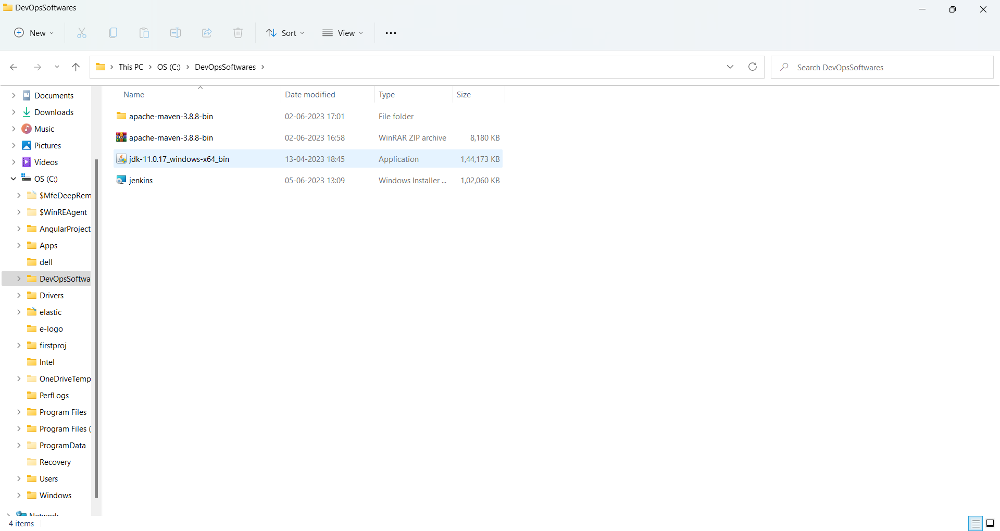 DevOpsSoftwares
New
Sort
View
This PC
OS (C:)
DevOpsSoftwares
Search DevOpsSoftwares
Name Date modified Type Size
apache-maven-3.8.8-bin 02-06-2023 17:01 File folder
apache-maven-3.8.8-bin 02-06-2023 16:58 WinRAR ZIP archive 8,180 KB
jdk-11.0.17_windows-x64_bin 13-04-2023 18:45 Application 1,44,173 KB
jenkins 05-06-2023 13:09 Windows Installer ... 1,02,060 KB
Documents
Downloads
Music
Pictures
Videos
OS (C:)
$MfeDeepRem
$WinREAgent
AngularProject
Apps
dell
DevOpsSoftwa
Drivers
elastic
e-logo
firstproj
Intel
OneDriveTemp
PerfLogs
Program Files
Program Files (
ProgramData
Recovery
Users
Windows
Network
4 items